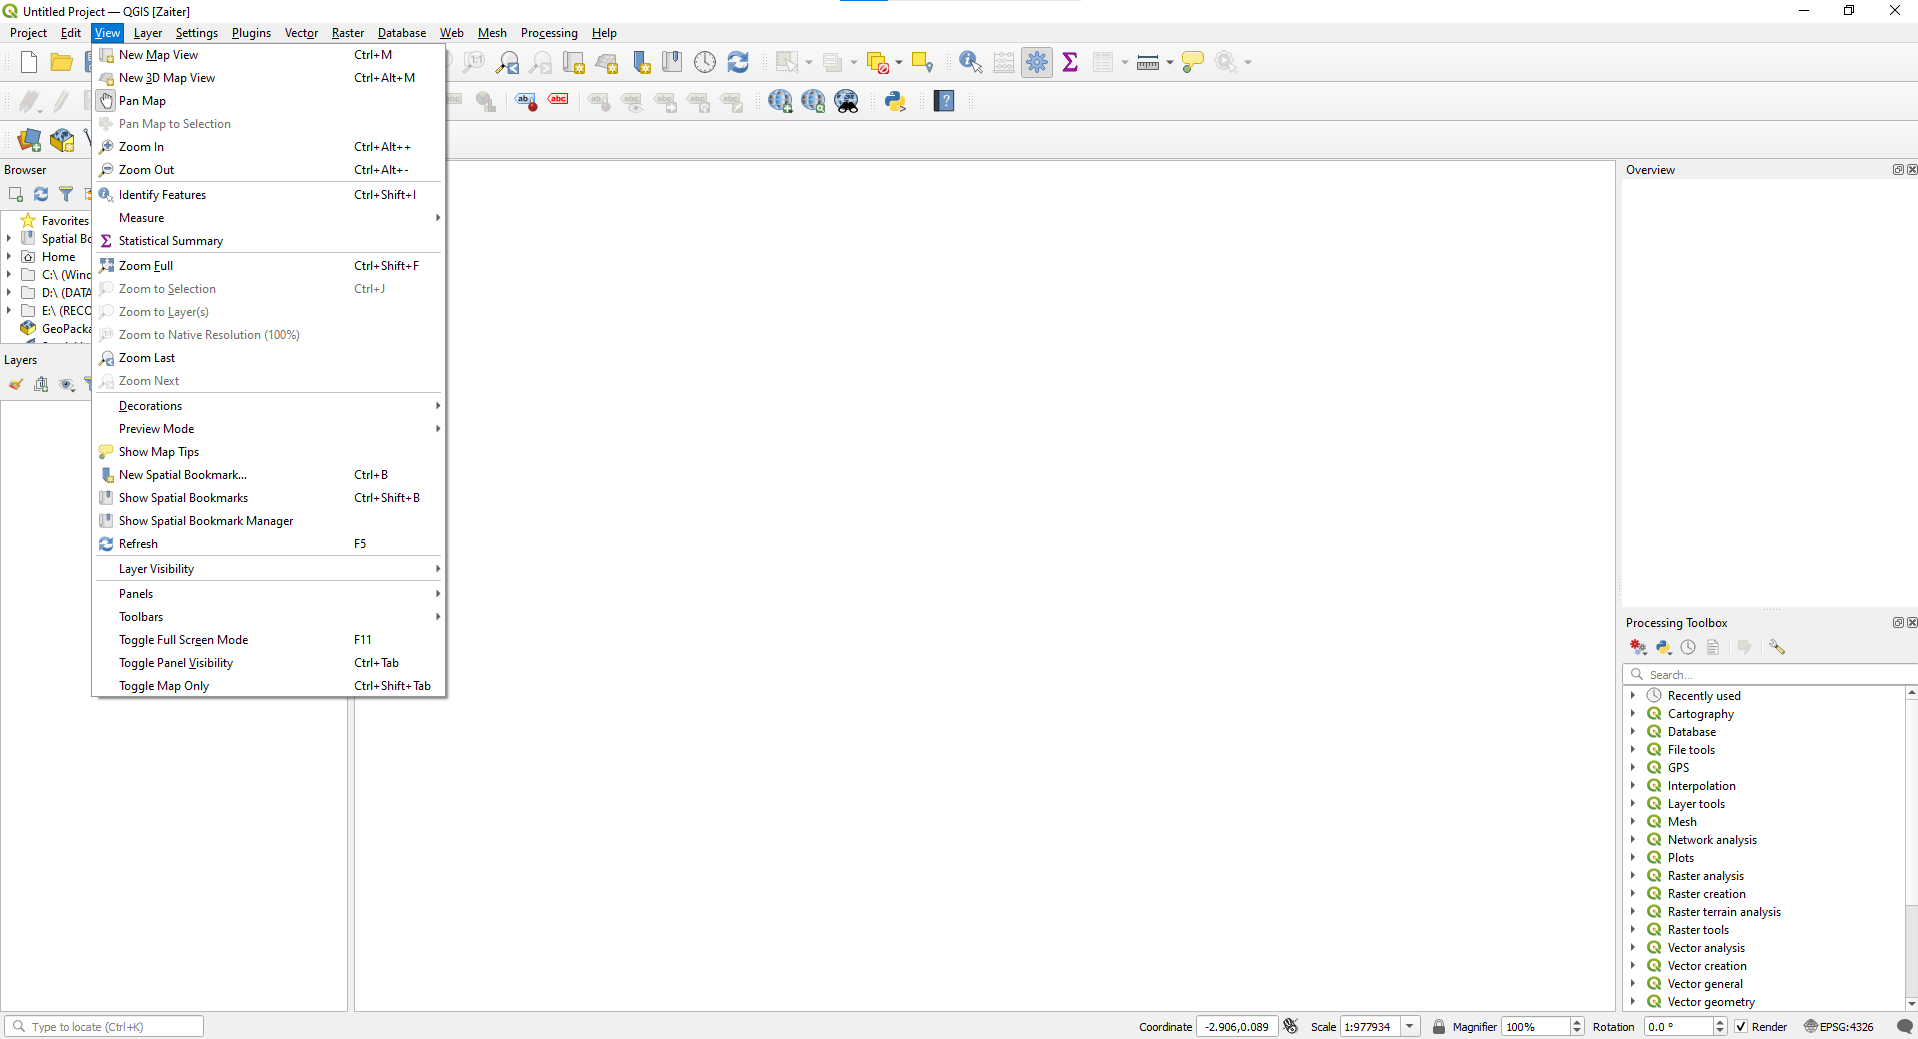 Untitled Project — QGIS [Zaiter]
Project Edit View Layer Settings Plugins Vector Raster Database Web Mesh Processing Help
New Map View Ctrl+M
New 3D Map View Ctrl+Alt+M
Pan Map
Pan Map to Selection
Zoom In Ctrl+Alt++
Zoom Out Ctrl+Alt+-
Identify Features Ctrl+Shift+I
Measure
Statistical Summary
Zoom Full Ctrl+Shift+F
Zoom to Selection Ctrl+J
Zoom to Layer(s)
Zoom to Native Resolution (100%)
Zoom Last
Zoom Next
Decorations
Preview Mode
Show Map Tips
New Spatial Bookmark... Ctrl+B
Show Spatial Bookmarks Ctrl+Shift+B
Show Spatial Bookmark Manager
Refresh F5
Layer Visibility
Panels
Toolbars
Toggle Full Screen Mode F11
Toggle Panel Visibility Ctrl+Tab
Toggle Map Only Ctrl+Shift+Tab
Browser
Favorites
Spatial Bo
Home
C:\ (Wind
D:\ (DATA
E:\ (RECO
GeoPacka
Layers
Overview
Processing Toolbox
Search...
Recently used
Cartography
Database
File tools
GPS
Interpolation
Layer tools
Mesh
Network analysis
Plots
Raster analysis
Raster creation
Raster terrain analysis
Raster tools
Vector analysis
Vector creation
Vector general
Vector geometry
Type to locate (Ctrl+K)
Coordinate -2.906,0.089 Scale 1:977934 Magnifier 100% Rotation 0.0 ° Render EPSG:4326